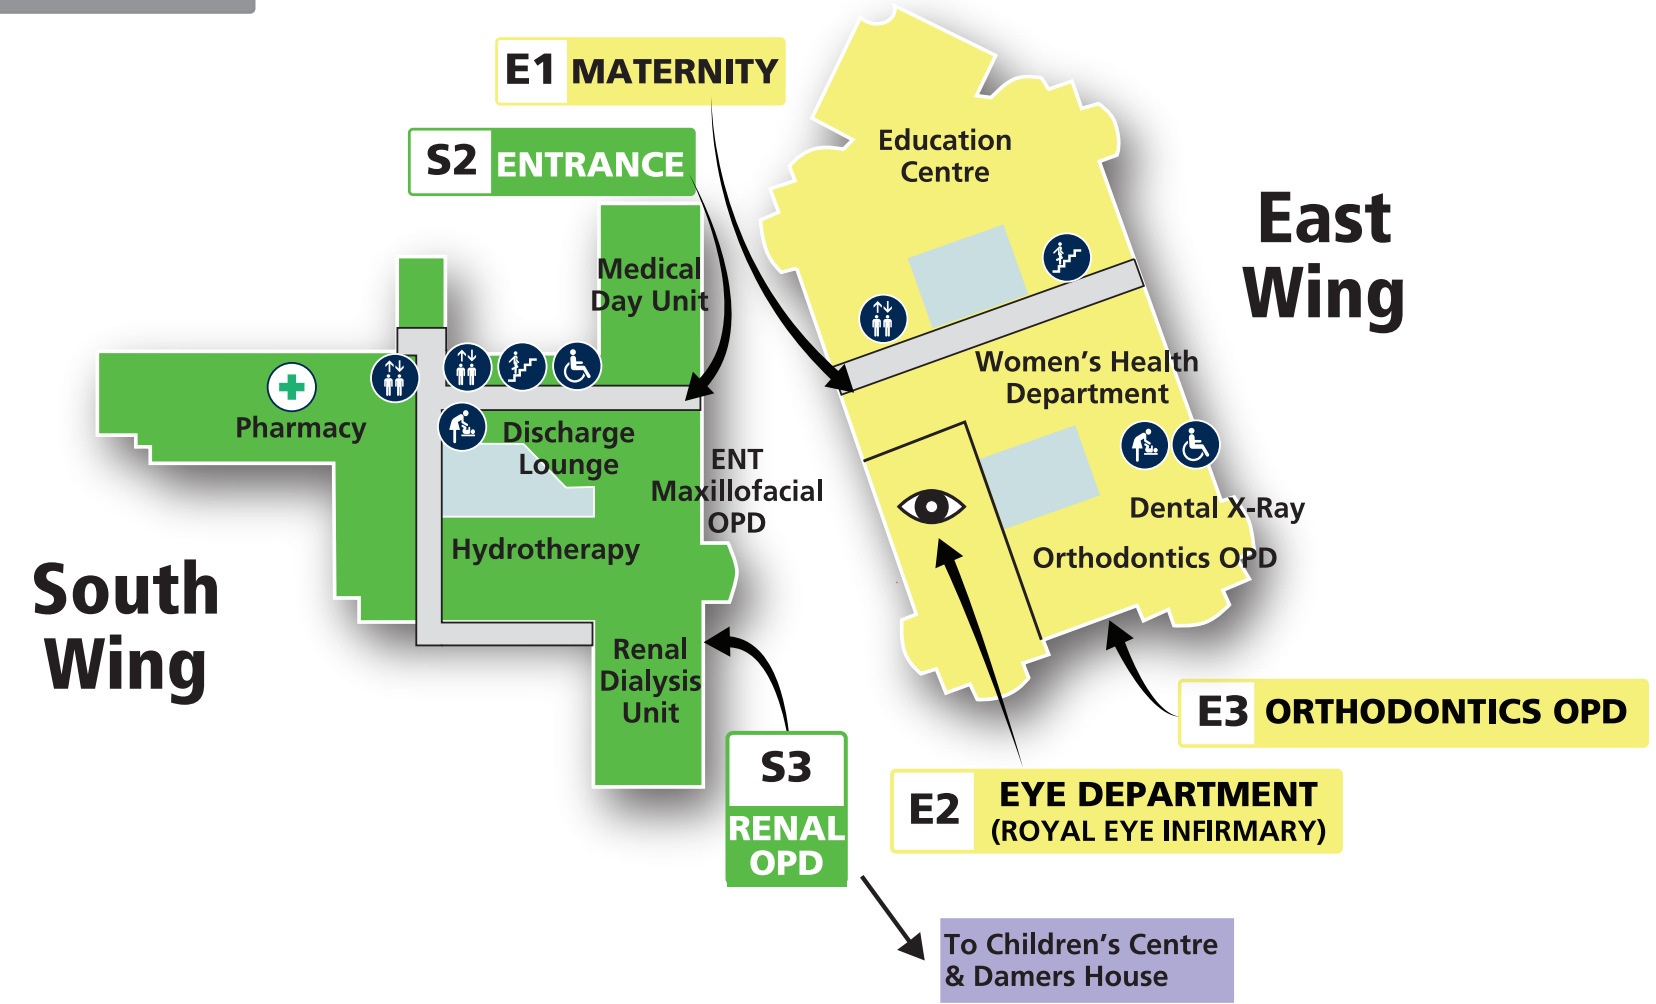 E1 MATERNITY
S2 ENTRANCE
Education
Centre
East
Wing
Medical
Day Unit
Women's Health
Department
Pharmacy
Discharge
Lounge
ENT
Maxillofacial
OPD
Dental X-Ray
Hydrotherapy
Orthodontics OPD
South
Wing
Renal
Dialysis
Unit
E3 ORTHODONTICS OPD
S3
RENAL
OPD
E2 EYE DEPARTMENT
(ROYAL EYE INFIRMARY)
To Children's Centre
& Damers House